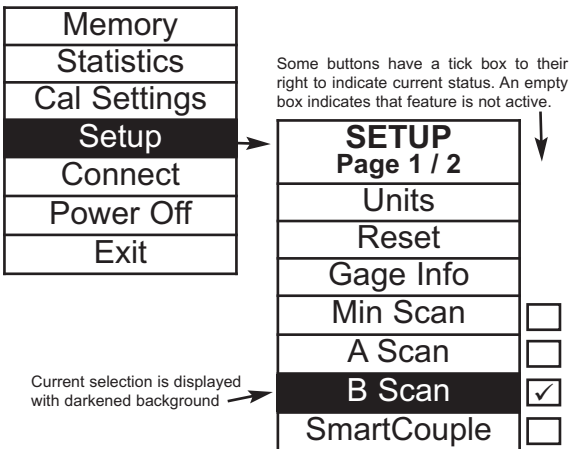 Memory
Statistics
Cal Settings
Setup
Connect
Power Off
Exit
Some buttons have a tick box to their
right to indicate current status. An empty
box indicates that feature is not active.
SETUP
Page 1 / 2
Units
Reset
Gage Info
Min Scan
A Scan
B Scan
SmartCouple
Current selection is displayed
with darkened background